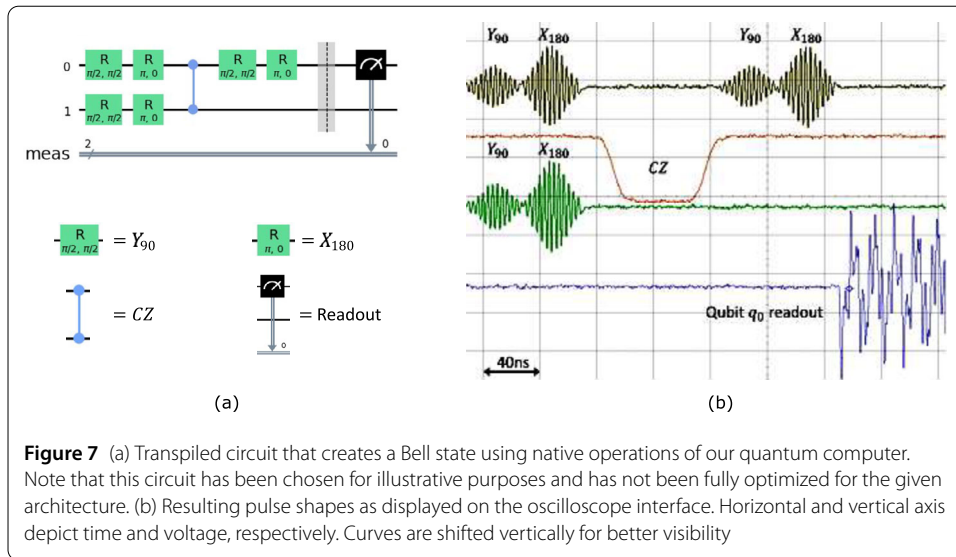 R R R R
0 π/2, π/2 π, 0 π/2, π/2 π, 0
R R
1 π/2, π/2 π, 0
meas 2 0
R
π/2, π/2 = Y₉₀
R
π, 0 = X₁₈₀
= CZ
= Readout
0
(a)
Y₉₀ X₁₈₀ Y₉₀ X₁₈₀
CZ
Y₉₀ X₁₈₀
Qubit q₀ readout
40ns
(b)
Figure 7 (a) Transpiled circuit that creates a Bell state using native operations of our quantum computer.
Note that this circuit has been chosen for illustrative purposes and has not been fully optimized for the given
architecture. (b) Resulting pulse shapes as displayed on the oscilloscope interface. Horizontal and vertical axis
depict time and voltage, respectively. Curves are shifted vertically for better visibility